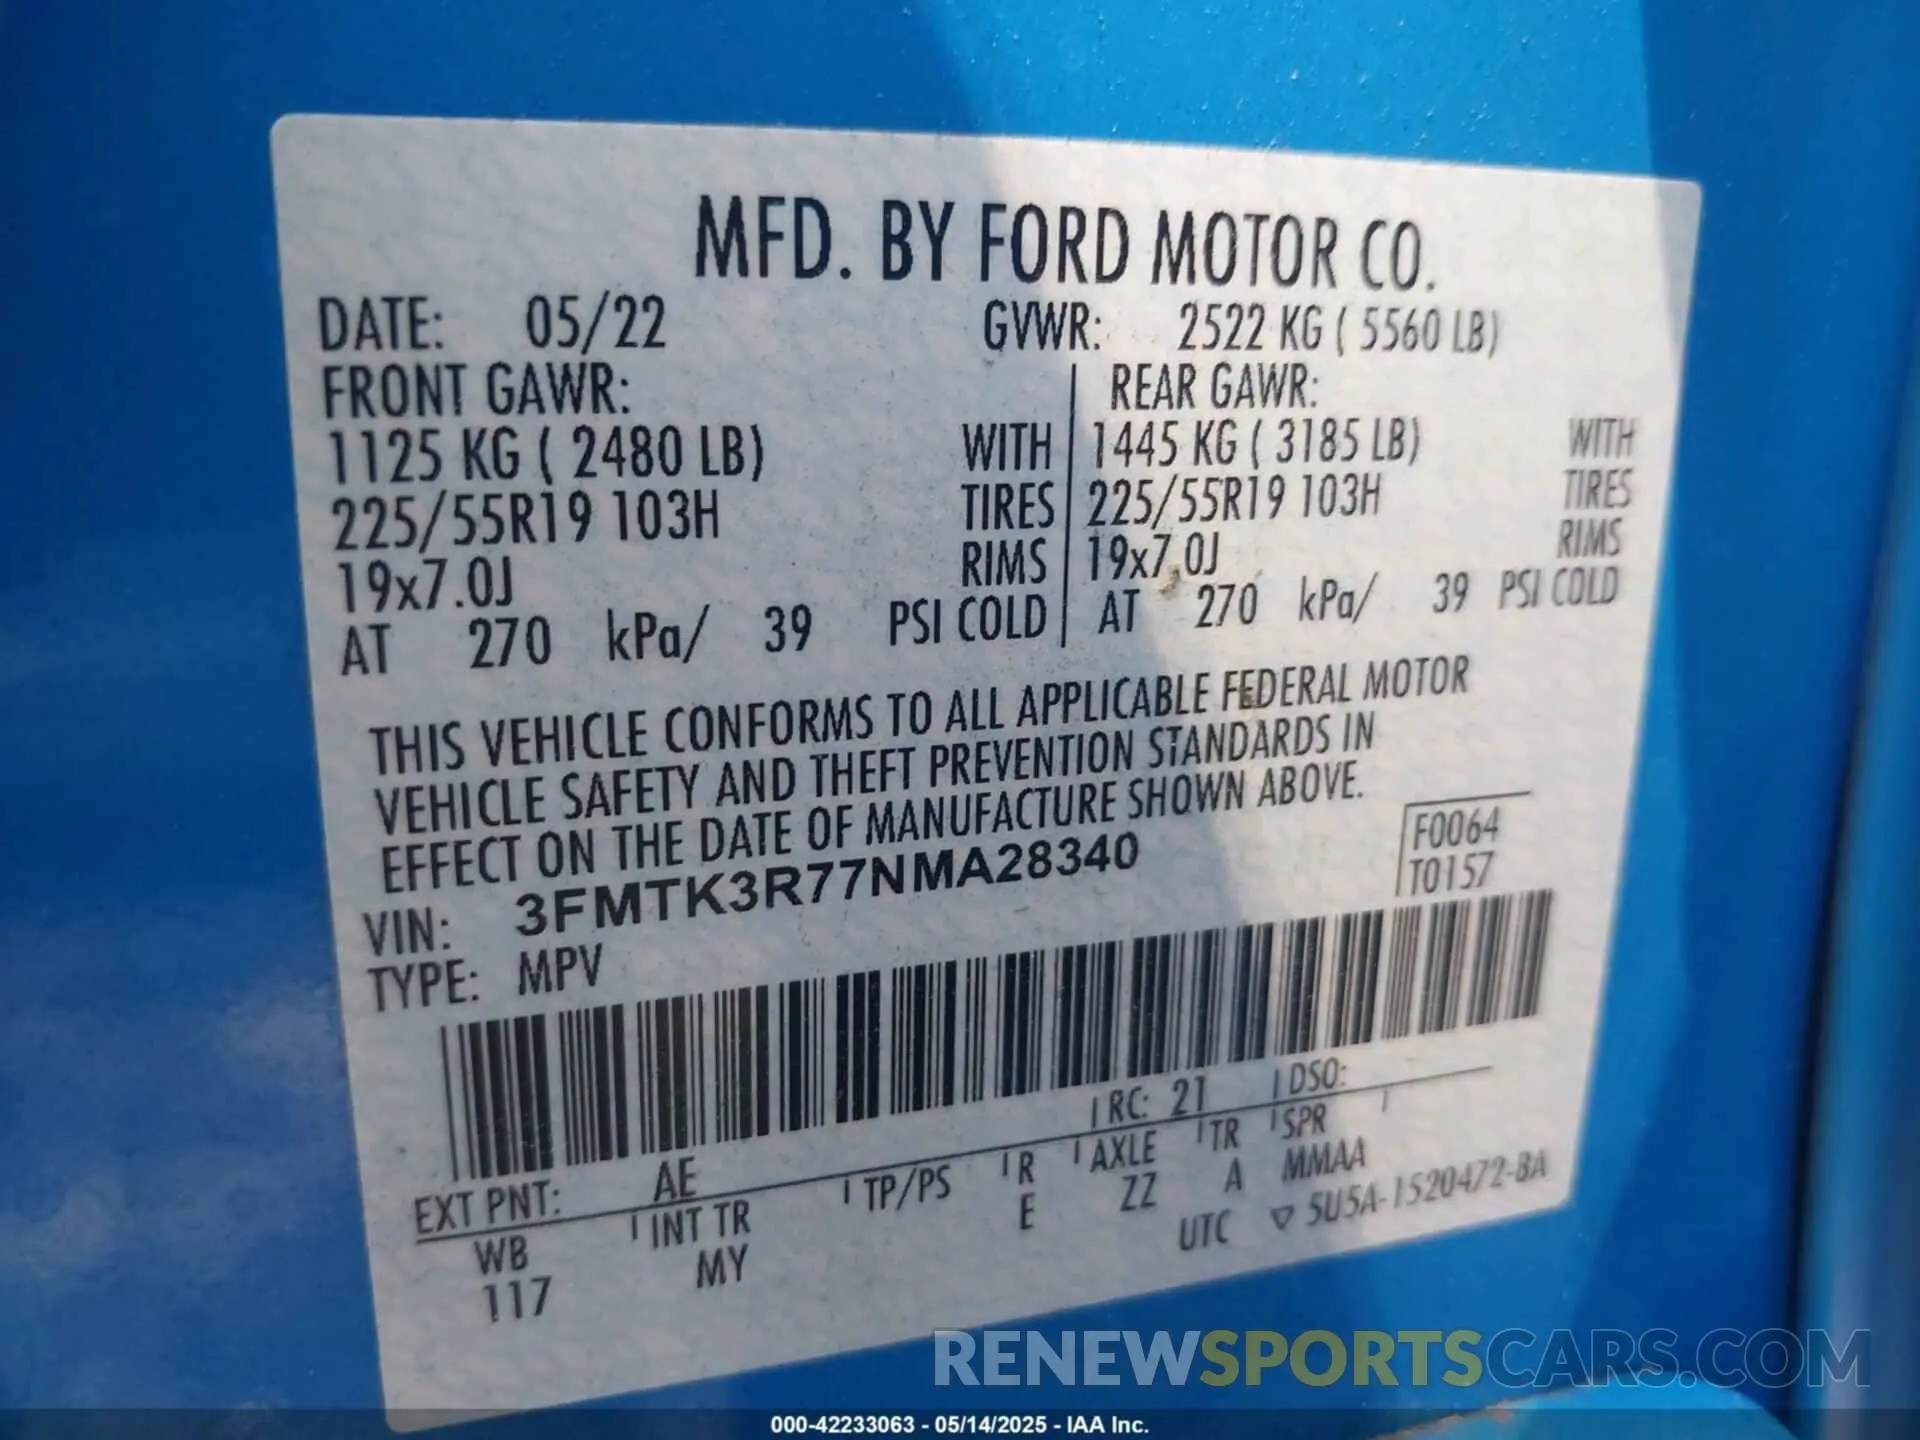 MFD. BY FORD MOTOR CO.
DATE: 05/22 GVWR: 2522 KG ( 5560 LB)
FRONT GAWR: REAR GAWR:
1125 KG ( 2480 LB) WITH 1445 KG ( 3185 LB) WITH
225/55R19 103H TIRES 225/55R19 103H TIRES
19x7.0J RIMS 19x7.0J RIMS
AT 270 kPa/ 39 PSI COLD AT 270 kPa/ 39 PSI COLD
THIS VEHICLE CONFORMS TO ALL APPLICABLE FEDERAL MOTOR
VEHICLE SAFETY AND THEFT PREVENTION STANDARDS IN
EFFECT ON THE DATE OF MANUFACTURE SHOWN ABOVE.
VIN: 3FMTK3R77NMA28340
F0064
T0157
TYPE: MPV
EXT PNT: AE RC: 21 DSO:
WB INT TR TP/PS R AXLE TR SPR
117 MY E ZZ A MMAA
UTC ▽ 5U5A-1520472-BA
RENEWSPORTSCARS.COM
000-42233063 - 05/14/2025 - IAA Inc.